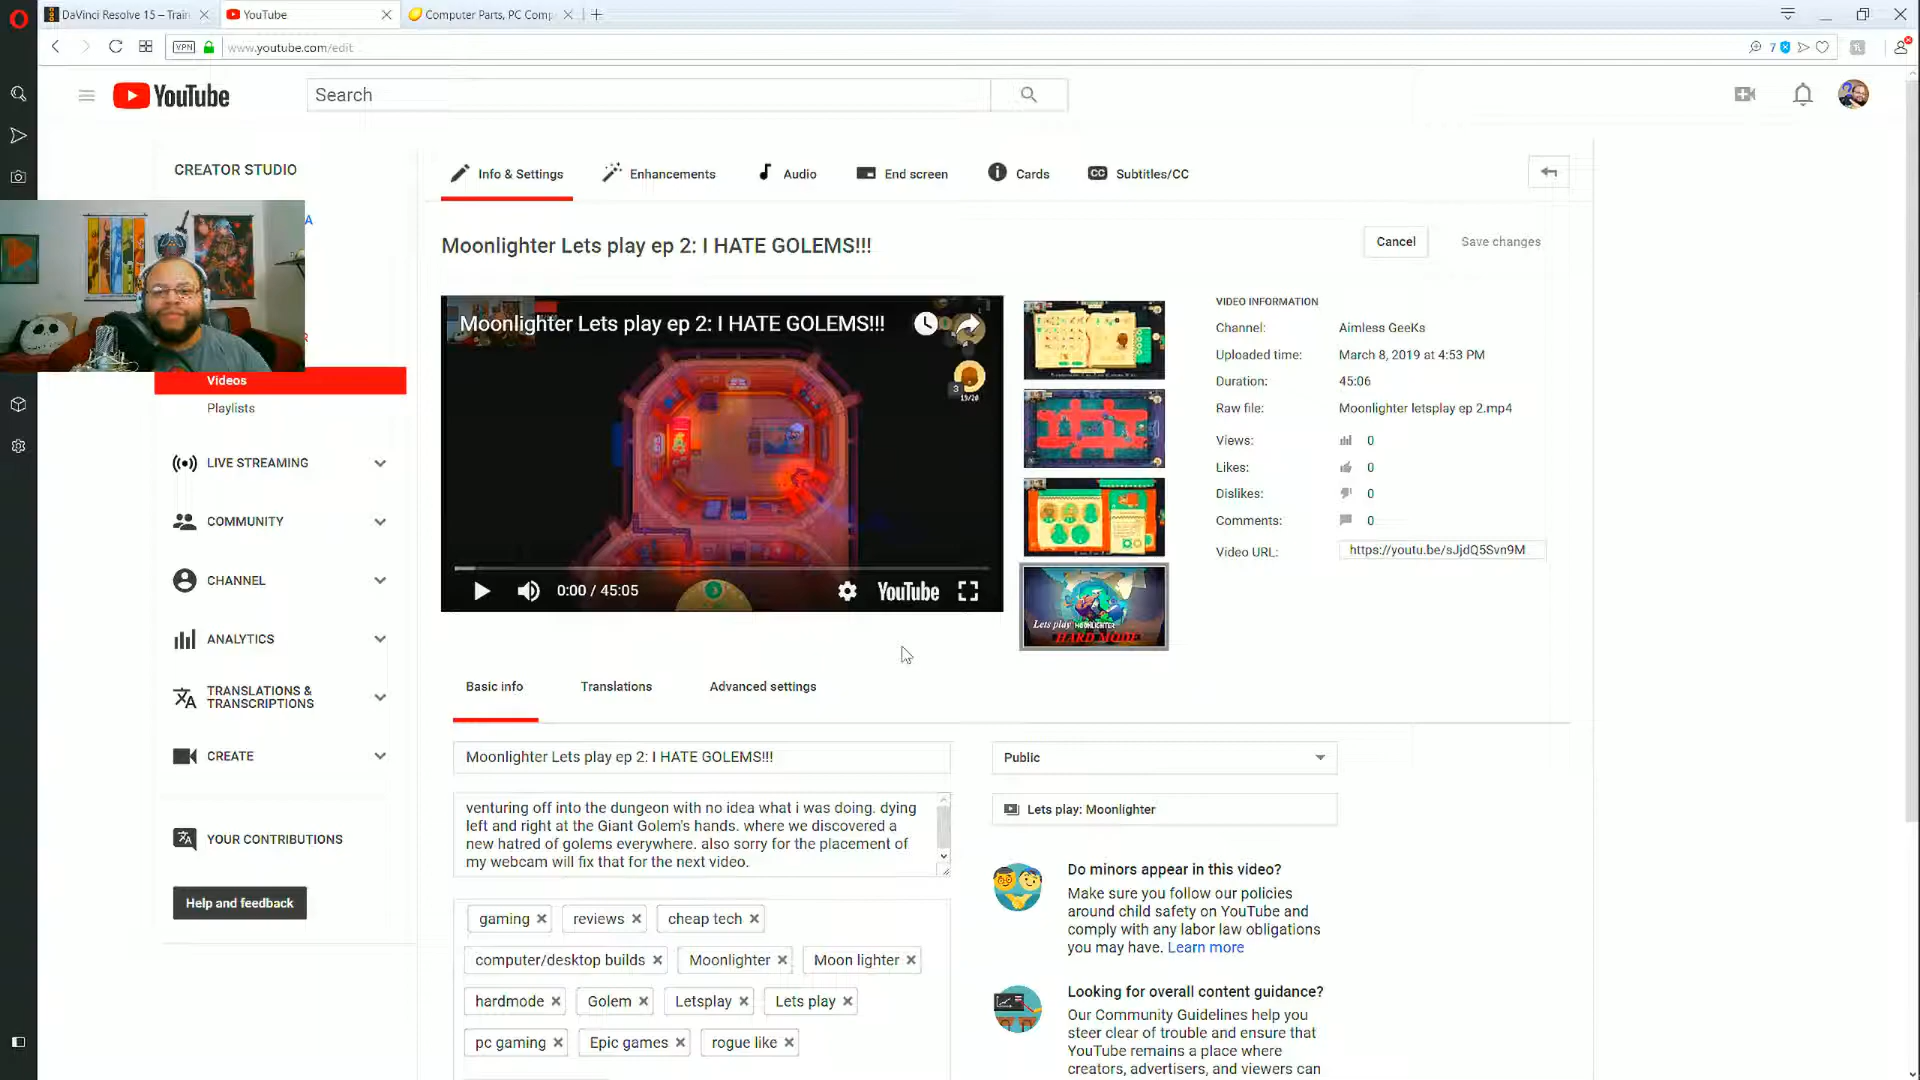 DaVinci Resolve 15 – Train
YouTube
Computer Parts, PC Comp
VPN
www.youtube.com/edit
7
YouTube
Search
CREATOR STUDIO
Info & Settings
Enhancements
Audio
End screen
Cards
CC
Subtitles/CC
Moonlighter Lets play ep 2: I HATE GOLEMS!!!
Cancel
Save changes
Moonlighter Lets play ep 2: I HATE GOLEMS!!!
3
19/20
0:00 / 45:05
YouTube
Lets play MOONLIGHTER
HARD MODE
VIDEO INFORMATION
Channel: Aimless GeeKs
Uploaded time: March 8, 2019 at 4:53 PM
Duration: 45:06
Raw file: Moonlighter letsplay ep 2.mp4
Views: 0
Likes: 0
Dislikes: 0
Comments: 0
Video URL: https://youtu.be/sJjdQ5Svn9M
A
R
Videos
Playlists
LIVE STREAMING
COMMUNITY
CHANNEL
ANALYTICS
TRANSLATIONS &
TRANSCRIPTIONS
CREATE
YOUR CONTRIBUTIONS
Help and feedback
Basic info
Translations
Advanced settings
Moonlighter Lets play ep 2: I HATE GOLEMS!!!
venturing off into the dungeon with no idea what i was doing. dying
left and right at the Giant Golem's hands. where we discovered a
new hatred of golems everywhere. also sorry for the placement of
my webcam will fix that for the next video.
gaming
reviews
cheap tech
computer/desktop builds
Moonlighter
Moon lighter
hardmode
Golem
Letsplay
Lets play
pc gaming
Epic games
rogue like
Public
Lets play: Moonlighter
Do minors appear in this video?
Make sure you follow our policies
around child safety on YouTube and
comply with any labor law obligations
you may have. Learn more
Looking for overall content guidance?
Our Community Guidelines help you
steer clear of trouble and ensure that
YouTube remains a place where
creators, advertisers, and viewers can